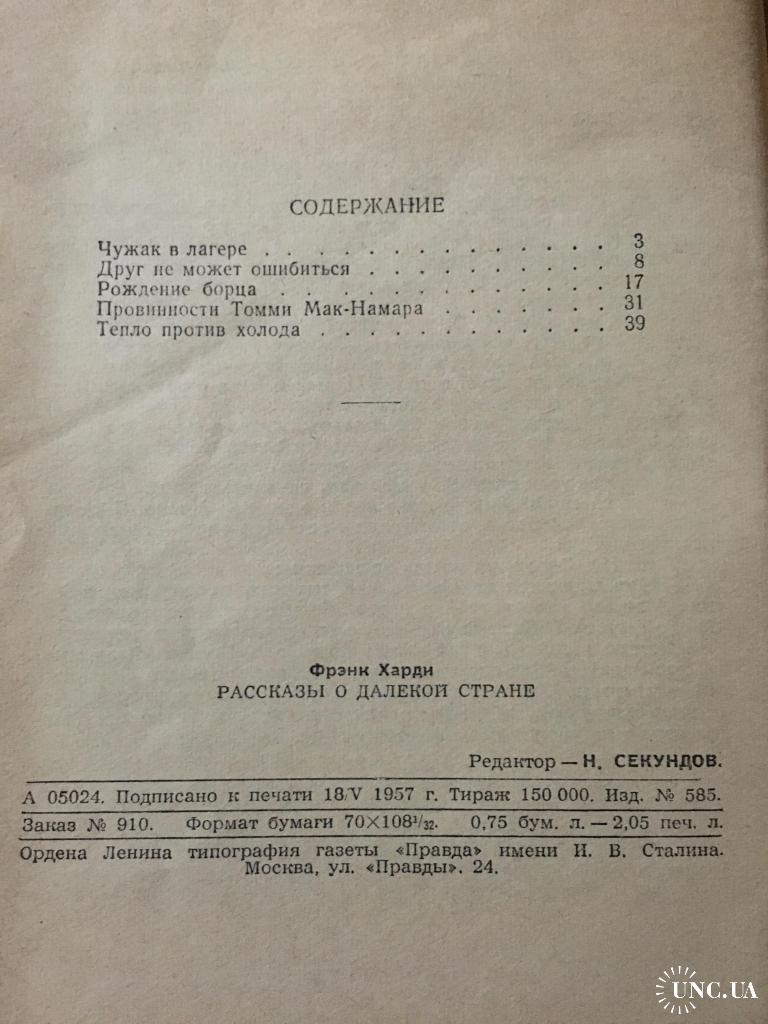 СОДЕРЖАНИЕ
Чужак в лагере . . . . . . . . . . . . . . . 3
Друг не может ошибиться . . . . . . . . . . 8
Рождение борца . . . . . . . . . . . . . . 17
Провинности Томми Мак-Намара . . . . . . . 31
Тепло против холода . . . . . . . . . . . . 39
Фрэнк Харди
РАССКАЗЫ О ДАЛЕКОЙ СТРАНЕ
Редактор — Н. СЕКУНДОВ.
А 05024. Подписано к печати 18/V 1957 г. Тираж 150 000. Изд. № 585.
Заказ № 910. Формат бумаги 70×108¹/₃₂. 0,75 бум. л. — 2,05 печ. л.
Ордена Ленина типография газеты «Правда» имени И. В. Сталина.
Москва, ул. «Правды». 24.
UNC.UA